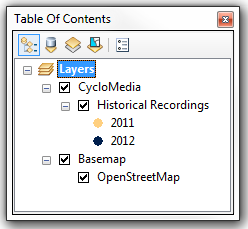 Table Of Contents
Layers
CycloMedia
Historical Recordings
2011
2012
Basemap
OpenStreetMap